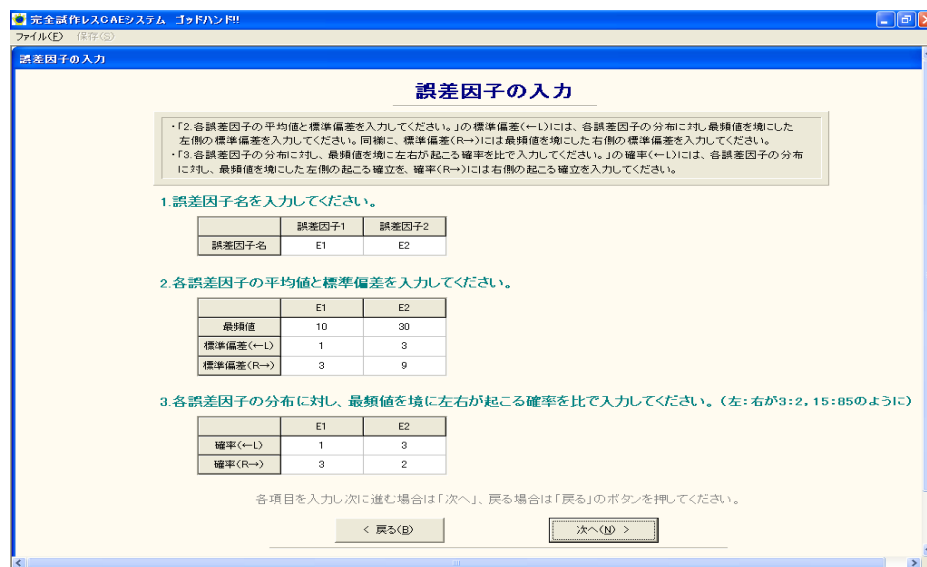 完全試作レスCAEシステム ゴッドハンド!!
ファイル(F) 保存(S)
誤差因子の入力
誤差因子の入力
・「2.各誤差因子の平均値と標準偏差を入力してください。」の標準偏差(←L)には、各誤差因子の分布に対し最頻値を境にした
左側の標準偏差を入力してください。同様に、標準偏差(R→)には最頻値を境にした右側の標準偏差を入力してください。
・「3.各誤差因子の分布に対し、最頻値を境に左右が起こる確率を比で入力してください。」の確率(←L)には、各誤差因子の分布
に対し、最頻値を境にした左側の起こる確立を、確率(R→)には右側の起こる確立を入力してください。
1.誤差因子名を入力してください。
誤差因子1 誤差因子2
誤差因子名 E1 E2
2.各誤差因子の平均値と標準偏差を入力してください。
E1 E2
最頻値 10 30
標準偏差(←L) 1 3
標準偏差(R→) 3 9
3.各誤差因子の分布に対し、最頻値を境に左右が起こる確率を比で入力してください。(左:右が3:2, 15:85のように)
E1 E2
確率(←L) 1 3
確率(R→) 3 2
各項目を入力し次に進む場合は「次へ」、戻る場合は「戻る」のボタンを押してください。
< 戻る(B) 次へ(N) >